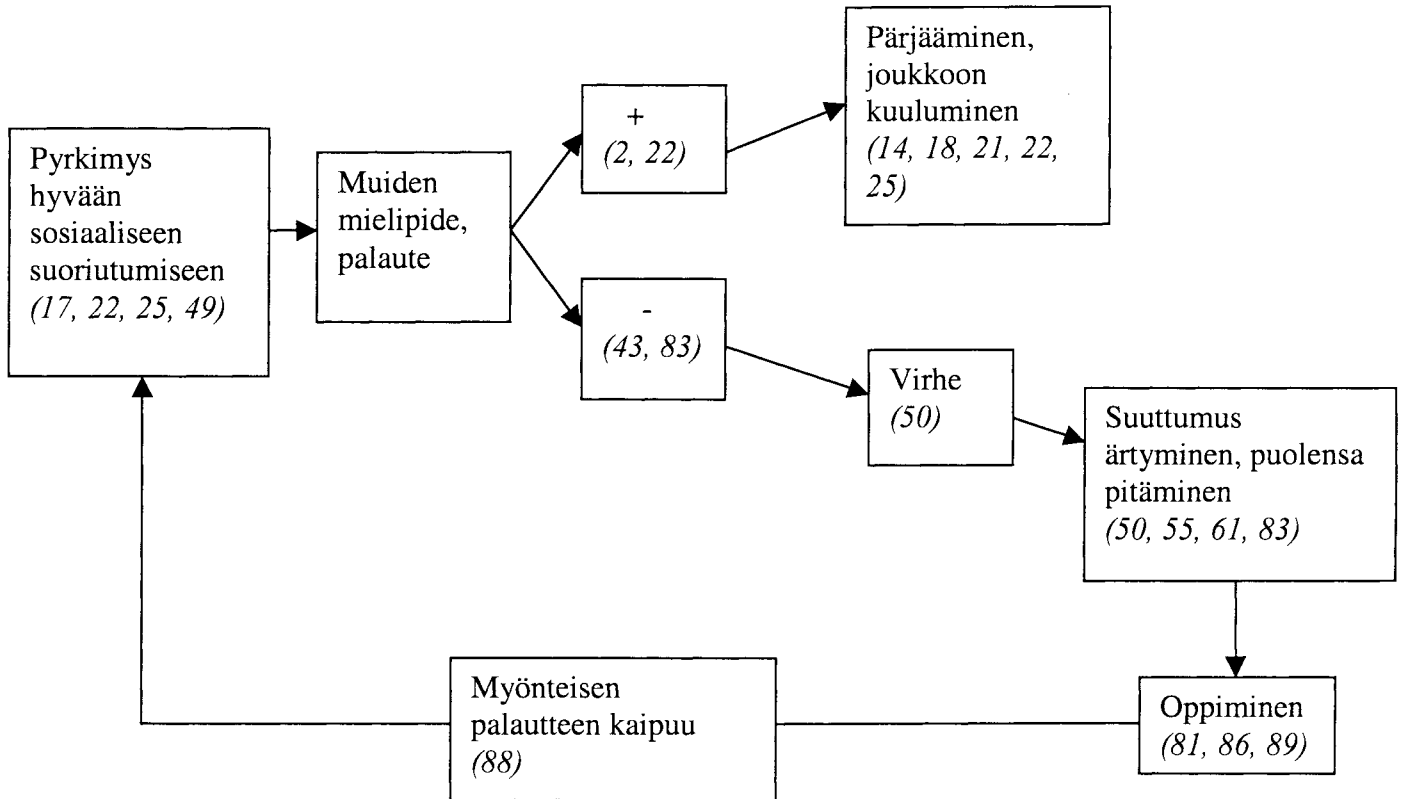 Pyrkimys
hyvään
sosiaaliseen
suoriutumiseen
(17, 22, 25, 49)
Muiden
mielipide,
palaute
+
(2, 22)
Pärjääminen,
joukkoon
kuuluminen
(14, 18, 21, 22,
25)
-
(43, 83)
Virhe
(50)
Suuttumus
ärtyminen, puolensa
pitäminen
(50, 55, 61, 83)
Oppiminen
(81, 86, 89)
Myönteisen
palautteen kaipuu
(88)